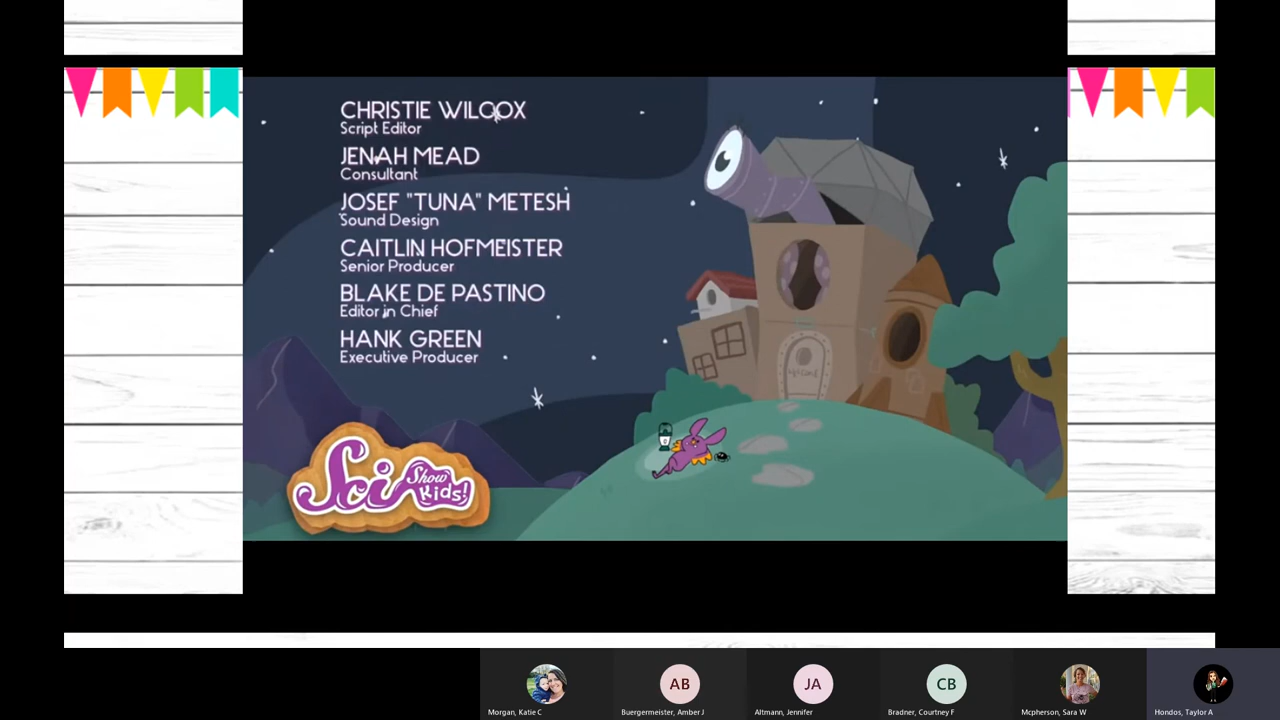 CHRISTIE WILCOX
Script Editor
JENAH MEAD
Consultant
JOSEF "TUNA" METESH
Sound Design
CAITLIN HOFMEISTER
Senior Producer
BLAKE DE PASTINO
Editor in Chief
HANK GREEN
Executive Producer
WELCOME
Sci Show Kids!
AB
JA
CB
Morgan, Katie C
Buergermeister, Amber J
Altmann, Jennifer
Bradner, Courtney F
Mcpherson, Sara W
Hondos, Taylor A